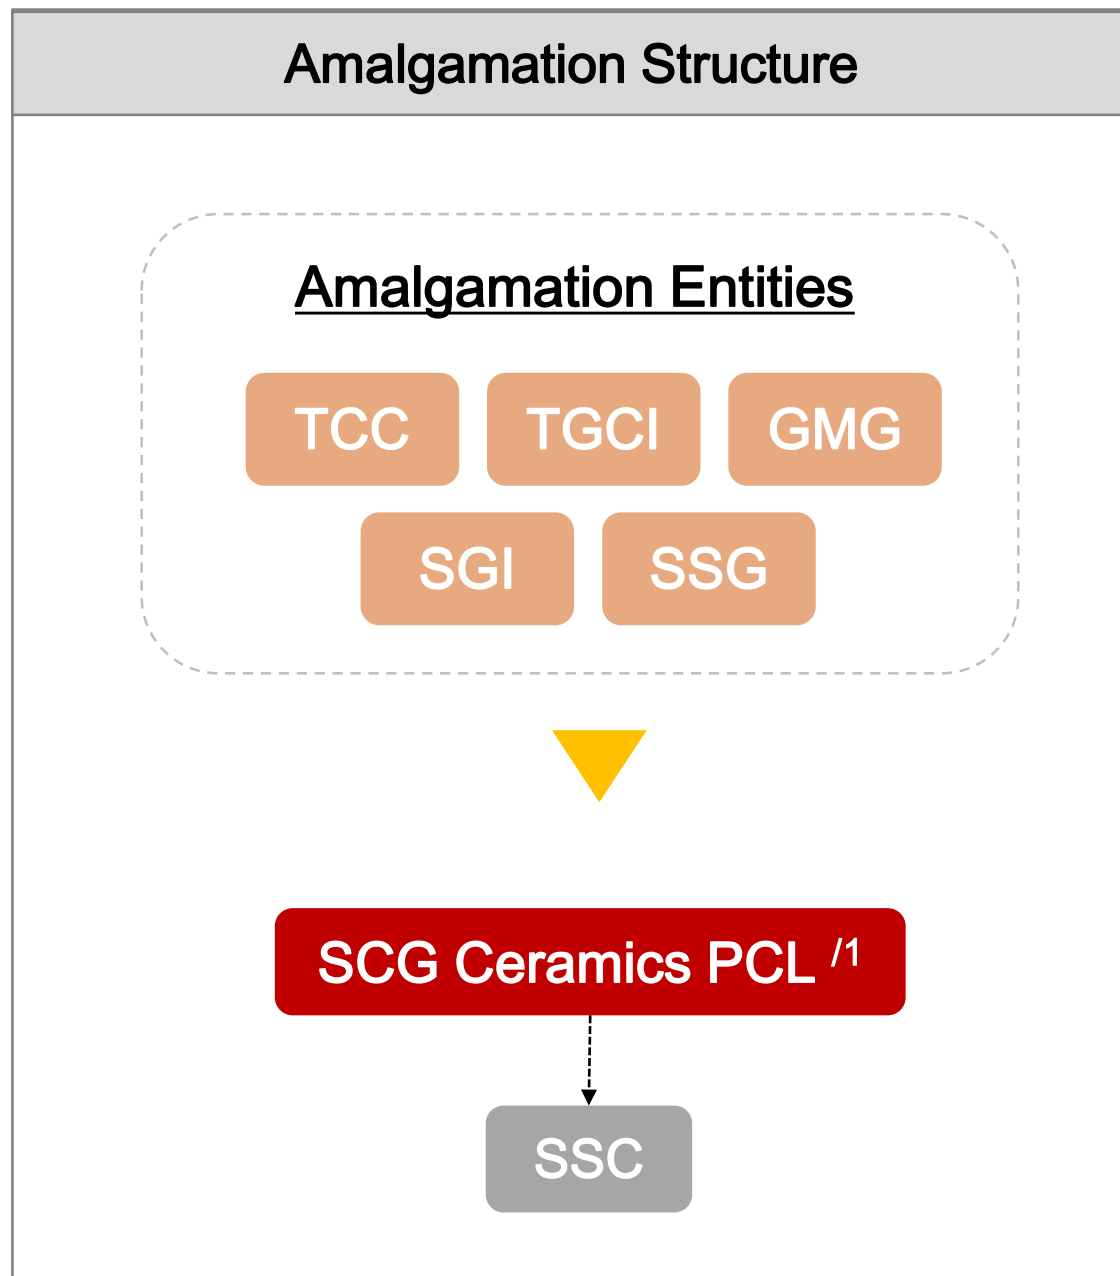 Amalgamation Structure
Amalgamation Entities
TCC TGCI GMG
SGI SSG
SCG Ceramics PCL /1
SSC